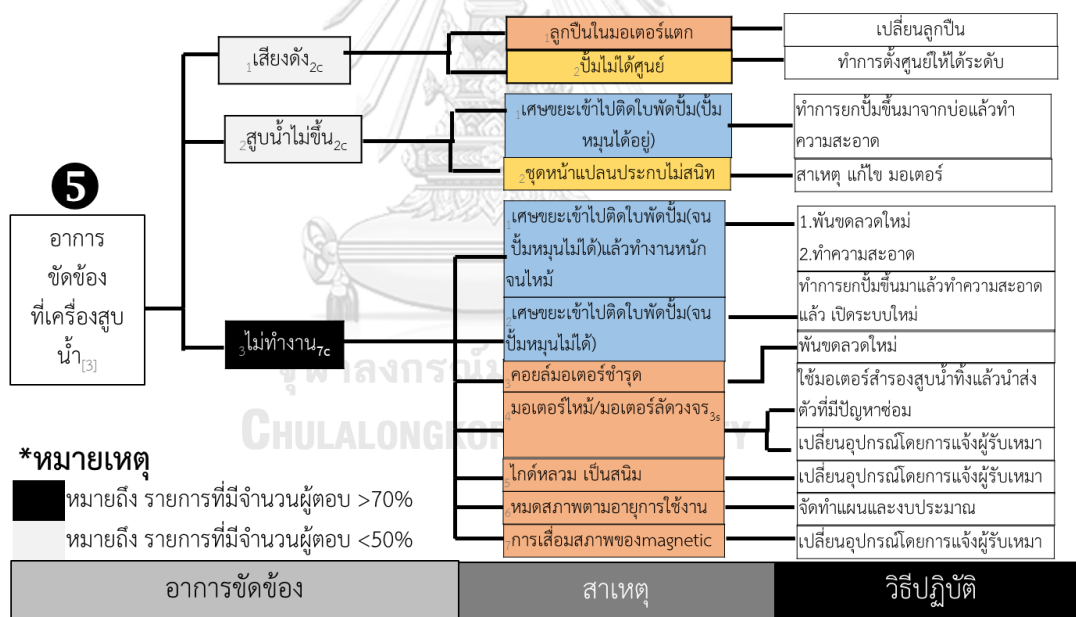 ❺
อาการ
ขัดข้อง
ที่เครื่องสูบ
น้ำ[3]
1เสียงดัง2c
1ลูกปืนในมอเตอร์แตก
เปลี่ยนลูกปืน
2ปั๊มไม่ได้ศูนย์
ทำการตั้งศูนย์ให้ได้ระดับ
2สูบน้ำไม่ขึ้น2c
1เศษขยะเข้าไปติดใบพัดปั๊ม(ปั๊ม
หมุนได้อยู่)
ทำการยกปั๊มขึ้นมาจากบ่อแล้วทำ
ความสะอาด
2ชุดหน้าแปลนประกบไม่สนิท
สาเหตุ แก้ไข มอเตอร์
3ไม่ทำงาน7c
1เศษขยะเข้าไปติดใบพัดปั๊ม(จน
ปั๊มหมุนไม่ได้)แล้วทำงานหนัก
จนไหม้
1.พันขดลวดใหม่
2.ทำความสะอาด
2เศษขยะเข้าไปติดใบพัดปั๊ม(จน
ปั๊มหมุนไม่ได้)
ทำการยกปั๊มขึ้นมาแล้วทำความสะอาด
แล้ว เปิดระบบใหม่
3คอยล์มอเตอร์ชำรุด
พันขดลวดใหม่
4มอเตอร์ไหม้/มอเตอร์ลัดวงจร3s
ใช้มอเตอร์สำรองสูบน้ำทิ้งแล้วนำส่ง
ตัวที่มีปัญหาซ่อม
เปลี่ยนอุปกรณ์โดยการแจ้งผู้รับเหมา
5ไกด์หลวม เป็นสนิม
เปลี่ยนอุปกรณ์โดยการแจ้งผู้รับเหมา
6หมดสภาพตามอายุการใช้งาน
จัดทำแผนและงบประมาณ
7การเสื่อมสภาพของmagnetic
เปลี่ยนอุปกรณ์โดยการแจ้งผู้รับเหมา
*หมายเหตุ
หมายถึง รายการที่มีจำนวนผู้ตอบ >70%
หมายถึง รายการที่มีจำนวนผู้ตอบ <50%
อาการขัดข้อง
สาเหตุ
วิธีปฏิบัติ